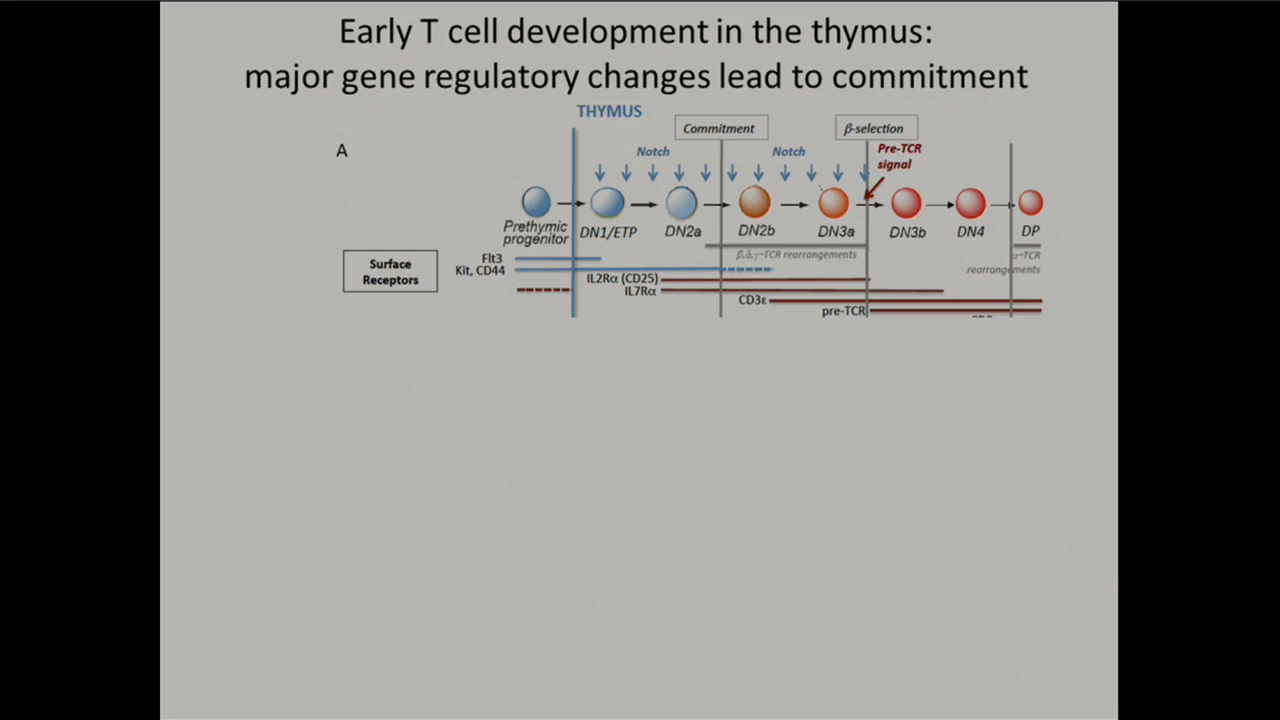 Early T cell development in the thymus:
major gene regulatory changes lead to commitment
THYMUS
Commitment
β-selection
A
Notch
Notch
Pre-TCR
signal
Prethymic
progenitor
DN1/ETP
DN2a
DN2b
DN3a
DN3b
DN4
DP
β,δ,γ-TCR rearrangements
α-TCR
rearrangements
Surface
Receptors
Flt3
Kit, CD44
IL2Rα (CD25)
IL7Rα
CD3ε
pre-TCR